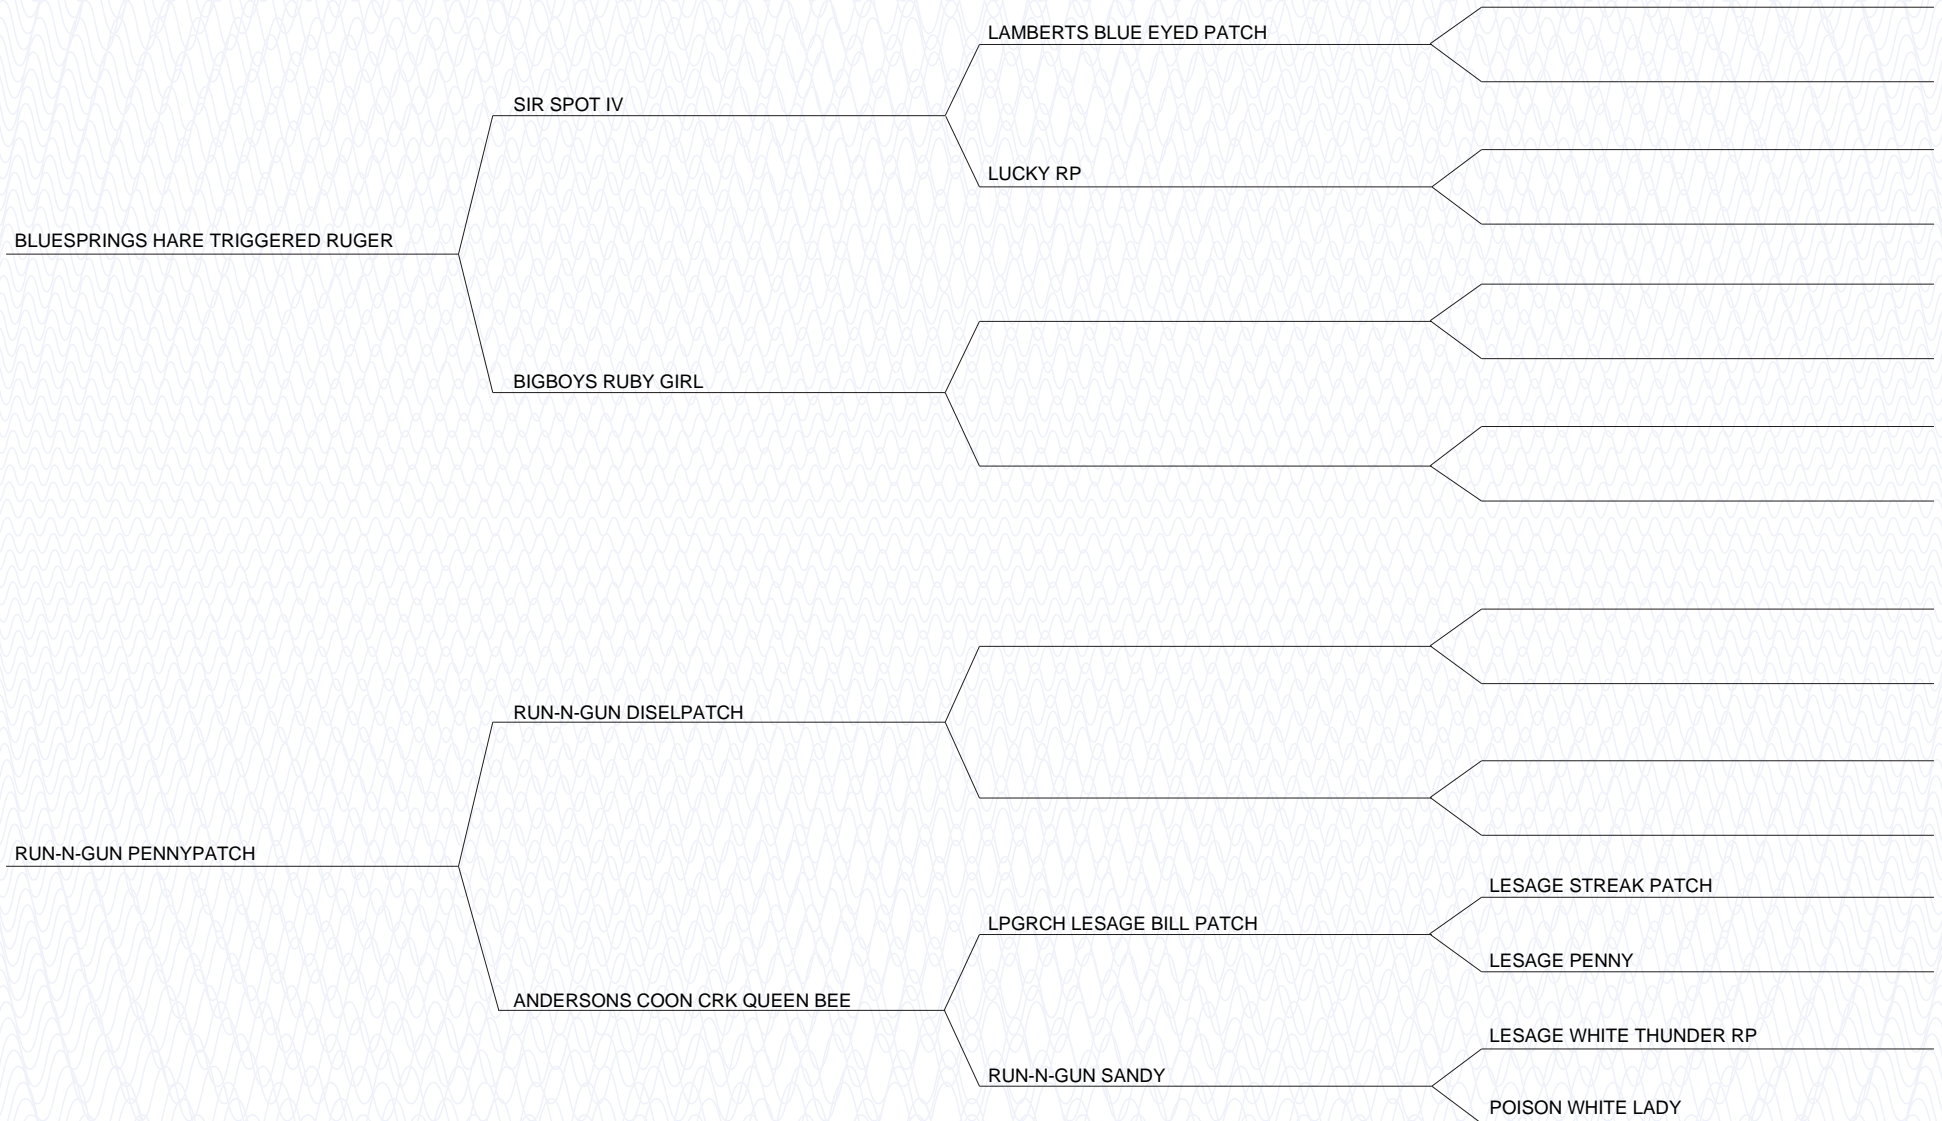 LAMBERTS BLUE EYED PATCH
SIR SPOT IV
LUCKY RP
BLUESPRINGS HARE TRIGGERED RUGER
BIGBOYS RUBY GIRL
RUN-N-GUN DISELPATCH
RUN-N-GUN PENNYPATCH
LESAGE STREAK PATCH
LPGRCH LESAGE BILL PATCH
LESAGE PENNY
ANDERSONS COON CRK QUEEN BEE
LESAGE WHITE THUNDER RP
RUN-N-GUN SANDY
POISON WHITE LADY